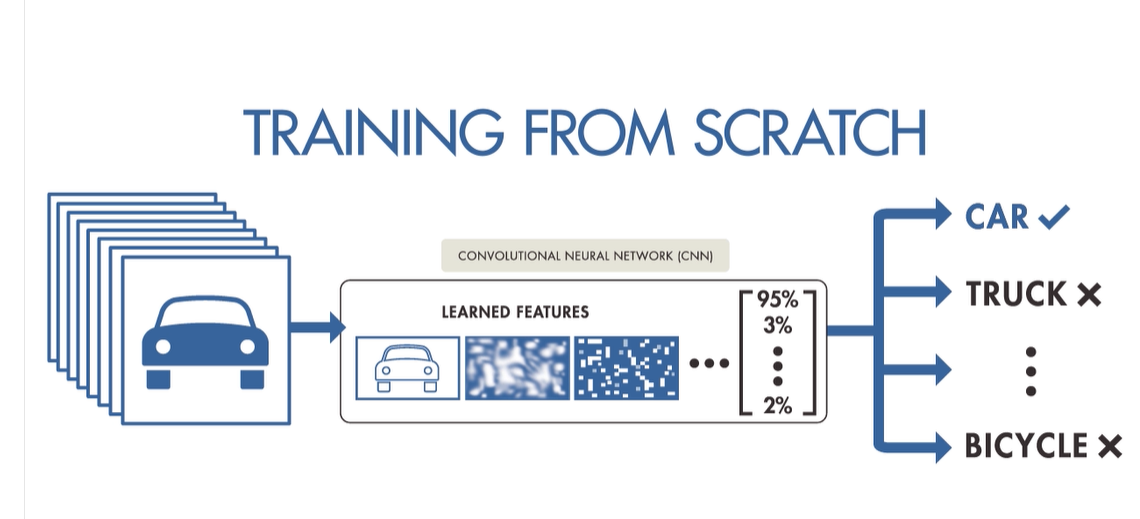 TRAINING FROM SCRATCH
CONVOLUTIONAL NEURAL NETWORK (CNN)
LEARNED FEATURES
95%
3%
2%
CAR
TRUCK
BICYCLE